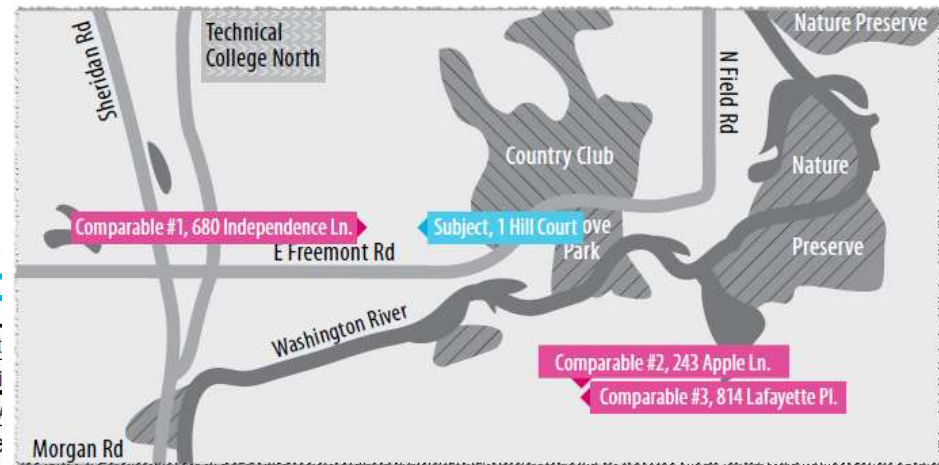 Technical
College North
Nature Preserve
Sheridan Rd
N Field Rd
Country Club
Nature
Preserve
Comparable #1, 680 Independence Ln.
Subject, 1 Hill Court
ove
Park
E Freemont Rd
Washington River
Comparable #2, 243 Apple Ln.
Comparable #3, 814 Lafayette Pl.
Morgan Rd